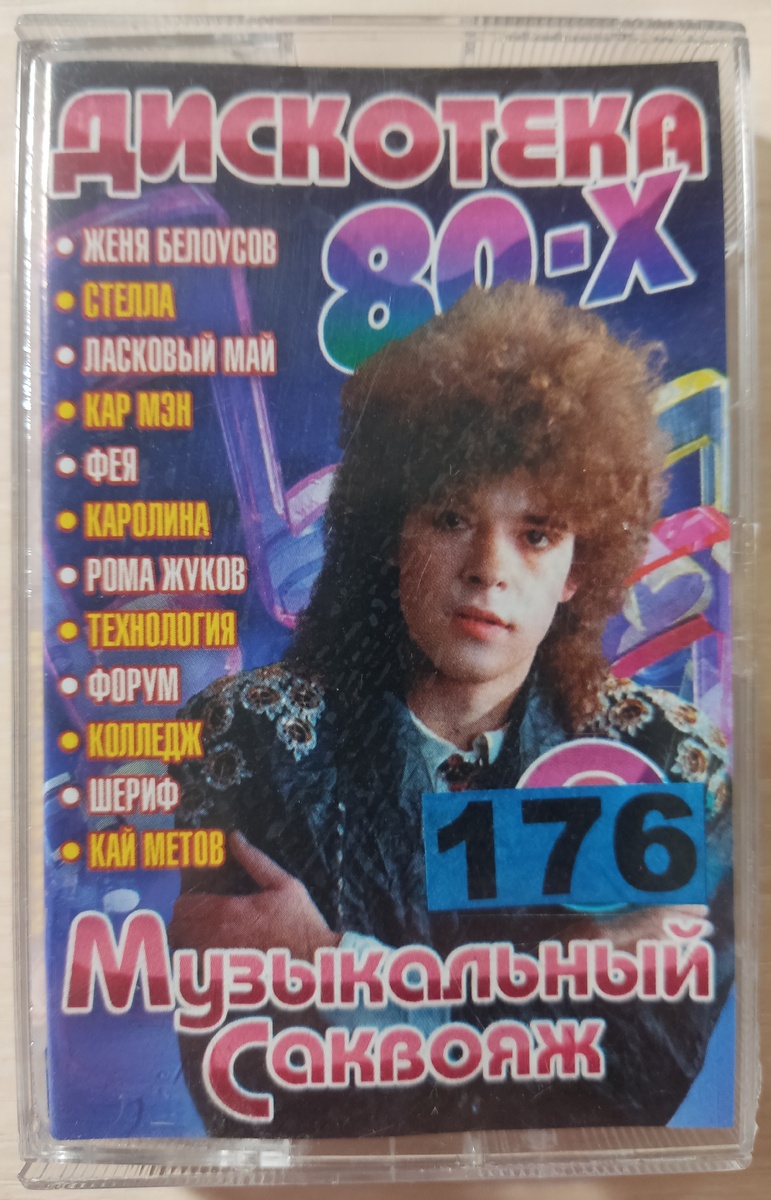 ДИСКОТЕКА
80-Х
• ЖЕНЯ БЕЛОУСОВ
• СТЕЛЛА
• ЛАСКОВЫЙ МАЙ
• КАР МЭН
• ФЕЯ
• КАРОЛИНА
• РОМА ЖУКОВ
• ТЕХНОЛОГИЯ
• ФОРУМ
• КОЛЛЕДЖ
• ШЕРИФ
• КАЙ МЕТОВ
176
Музыкальный
Саквояж